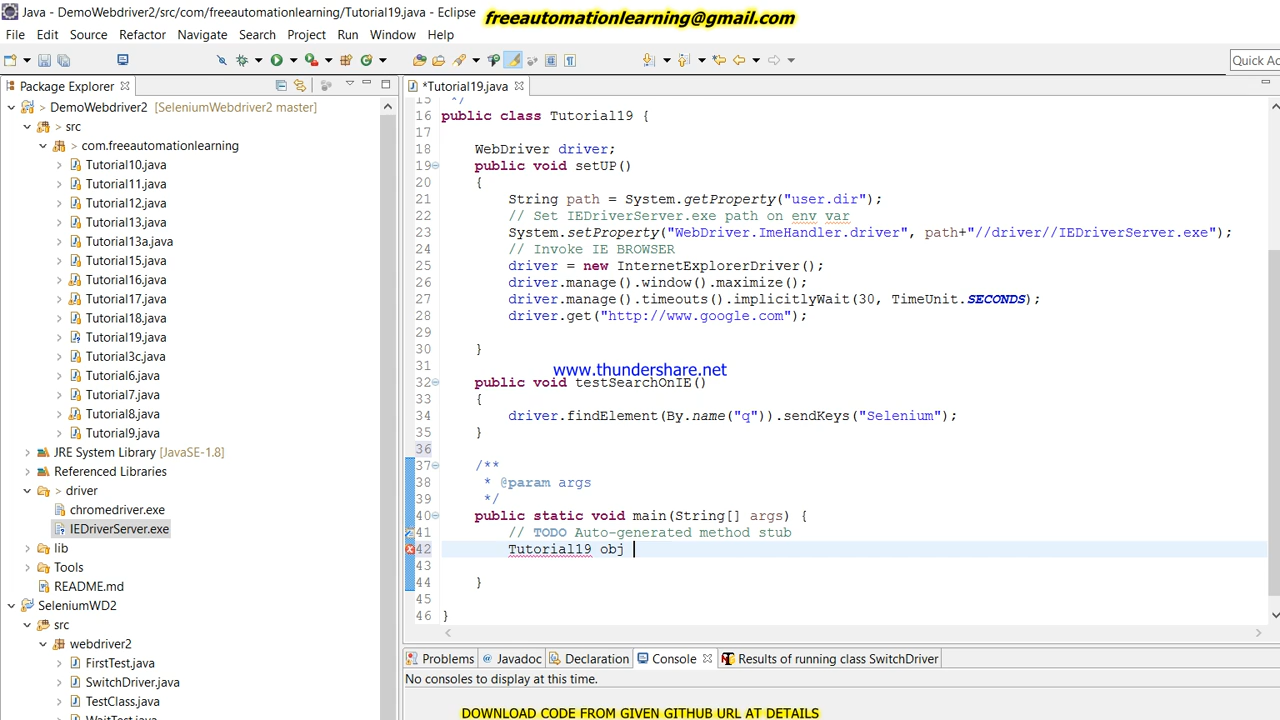 Java - DemoWebdriver2/src/com/freeautomationlearning/Tutorial19.java - Eclipse
freeautomationlearning@gmail.com
File Edit Source Refactor Navigate Search Project Run Window Help
Quick Ac
Package Explorer
DemoWebdriver2 [SeleniumWebdriver2 master]
src
com.freeautomationlearning
Tutorial10.java
Tutorial11.java
Tutorial12.java
Tutorial13.java
Tutorial13a.java
Tutorial15.java
Tutorial16.java
Tutorial17.java
Tutorial18.java
Tutorial19.java
Tutorial3c.java
Tutorial6.java
Tutorial7.java
Tutorial8.java
Tutorial9.java
JRE System Library [JavaSE-1.8]
Referenced Libraries
driver
chromedriver.exe
IEDriverServer.exe
lib
Tools
README.md
SeleniumWD2
src
webdriver2
FirstTest.java
SwitchDriver.java
TestClass.java
WaitTest.java
*Tutorial19.java
15 */
16 public class Tutorial19 {
17
18 WebDriver driver;
19 public void setUP()
20 {
21 String path = System.getProperty("user.dir");
22 // Set IEDriverServer.exe path on env var
23 System.setProperty("WebDriver.ImeHandler.driver", path+"//driver//IEDriverServer.exe");
24 // Invoke IE BROWSER
25 driver = new InternetExplorerDriver();
26 driver.manage().window().maximize();
27 driver.manage().timeouts().implicitlyWait(30, TimeUnit.SECONDS);
28 driver.get("http://www.google.com");
29
30 }
31
www.thundershare.net
32 public void testSearchOnIE()
33 {
34 driver.findElement(By.name("q")).sendKeys("Selenium");
35 }
36
37 /**
38 * @param args
39 */
40 public static void main(String[] args) {
41 // TODO Auto-generated method stub
42 Tutorial19 obj
43
44 }
45
46 }
Problems Javadoc Declaration Console Results of running class SwitchDriver
No consoles to display at this time.
DOWNLOAD CODE FROM GIVEN GITHUB URL AT DETAILS